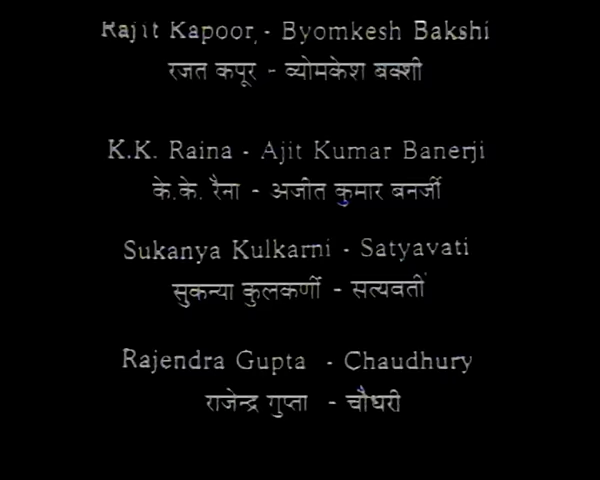 Rajit Kapoor - Byomkesh Bakshi
रजत कपूर - व्योमकेश बक्शी
K.K. Raina - Ajit Kumar Banerji
के.के. रैना - अजीत कुमार बनर्जी
Sukanya Kulkarni - Satyavati
सुकन्या कुलकर्णी - सत्यवती
Rajendra Gupta - Chaudhury
राजेन्द्र गुप्ता - चौधरी